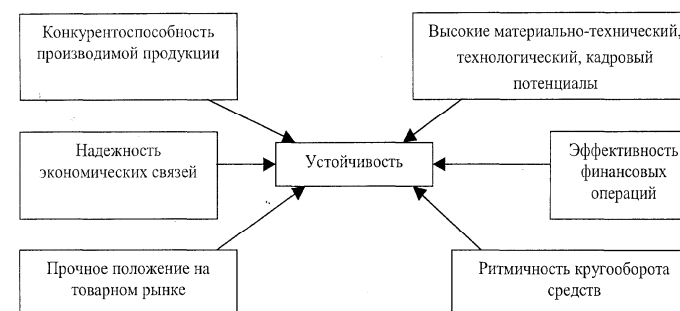 Конкурентоспособность
производимой продукции
Высокие материально-технический,
технологический, кадровый
потенциалы
Надежность
экономических связей
Устойчивость
Эффективность
финансовых
операций
Прочное положение на
товарном рынке
Ритмичность кругооборота
средств